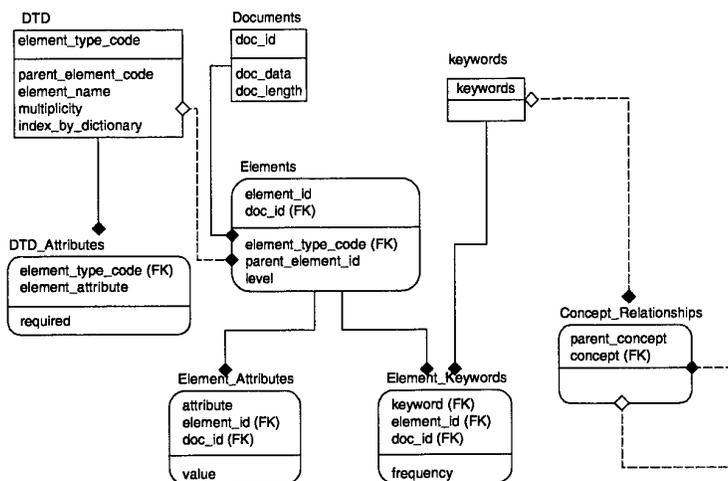 DTD
element_type_code
parent_element_code
element_name
multiplicity
index_by_dictionary
Documents
doc_id
doc_data
doc_length
keywords
keywords
Elements
element_id
doc_id (FK)
element_type_code (FK)
parent_element_id
level
DTD_Attributes
element_type_code (FK)
element_attribute
required
Concept_Relationships
parent_concept
concept (FK)
Element_Attributes
attribute
element_id (FK)
doc_id (FK)
value
Element_Keywords
keyword (FK)
element_id (FK)
doc_id (FK)
frequency